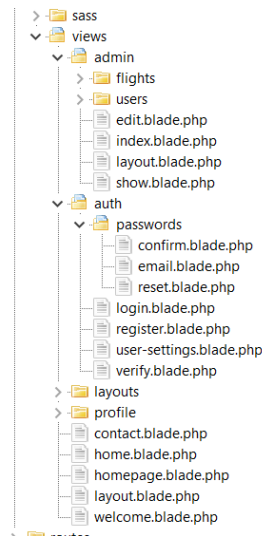 sass
views
admin
flights
users
edit.blade.php
index.blade.php
layout.blade.php
show.blade.php
auth
passwords
confirm.blade.php
email.blade.php
reset.blade.php
login.blade.php
register.blade.php
user-settings.blade.php
verify.blade.php
layouts
profile
contact.blade.php
home.blade.php
homepage.blade.php
layout.blade.php
welcome.blade.php
routes